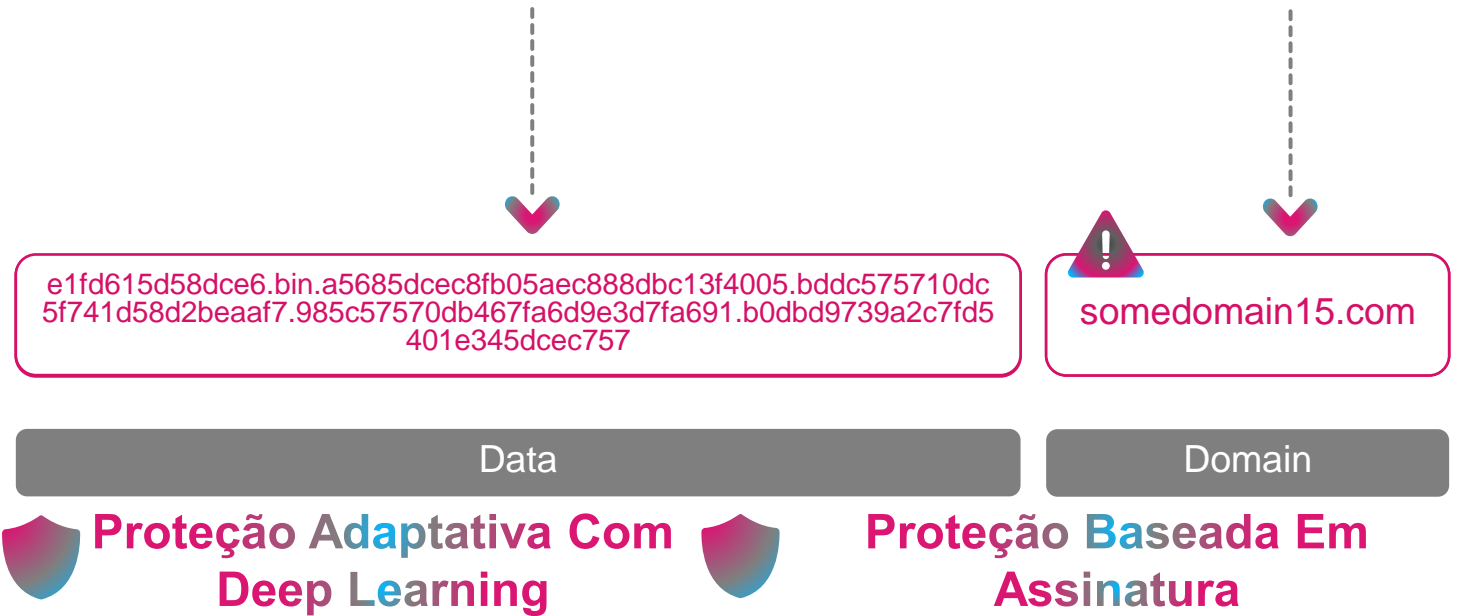 e1fd615d58dce6.bin.a5685dcec8fb05aec888dbc13f4005.bddc575710dc
5f741d58d2beaaf7.985c57570db467fa6d9e3d7fa691.b0dbd9739a2c7fd5
401e345dcec757
!
somedomain15.com
Data
Domain
Proteção Adaptativa Com
Deep Learning
Proteção Baseada Em
Assinatura